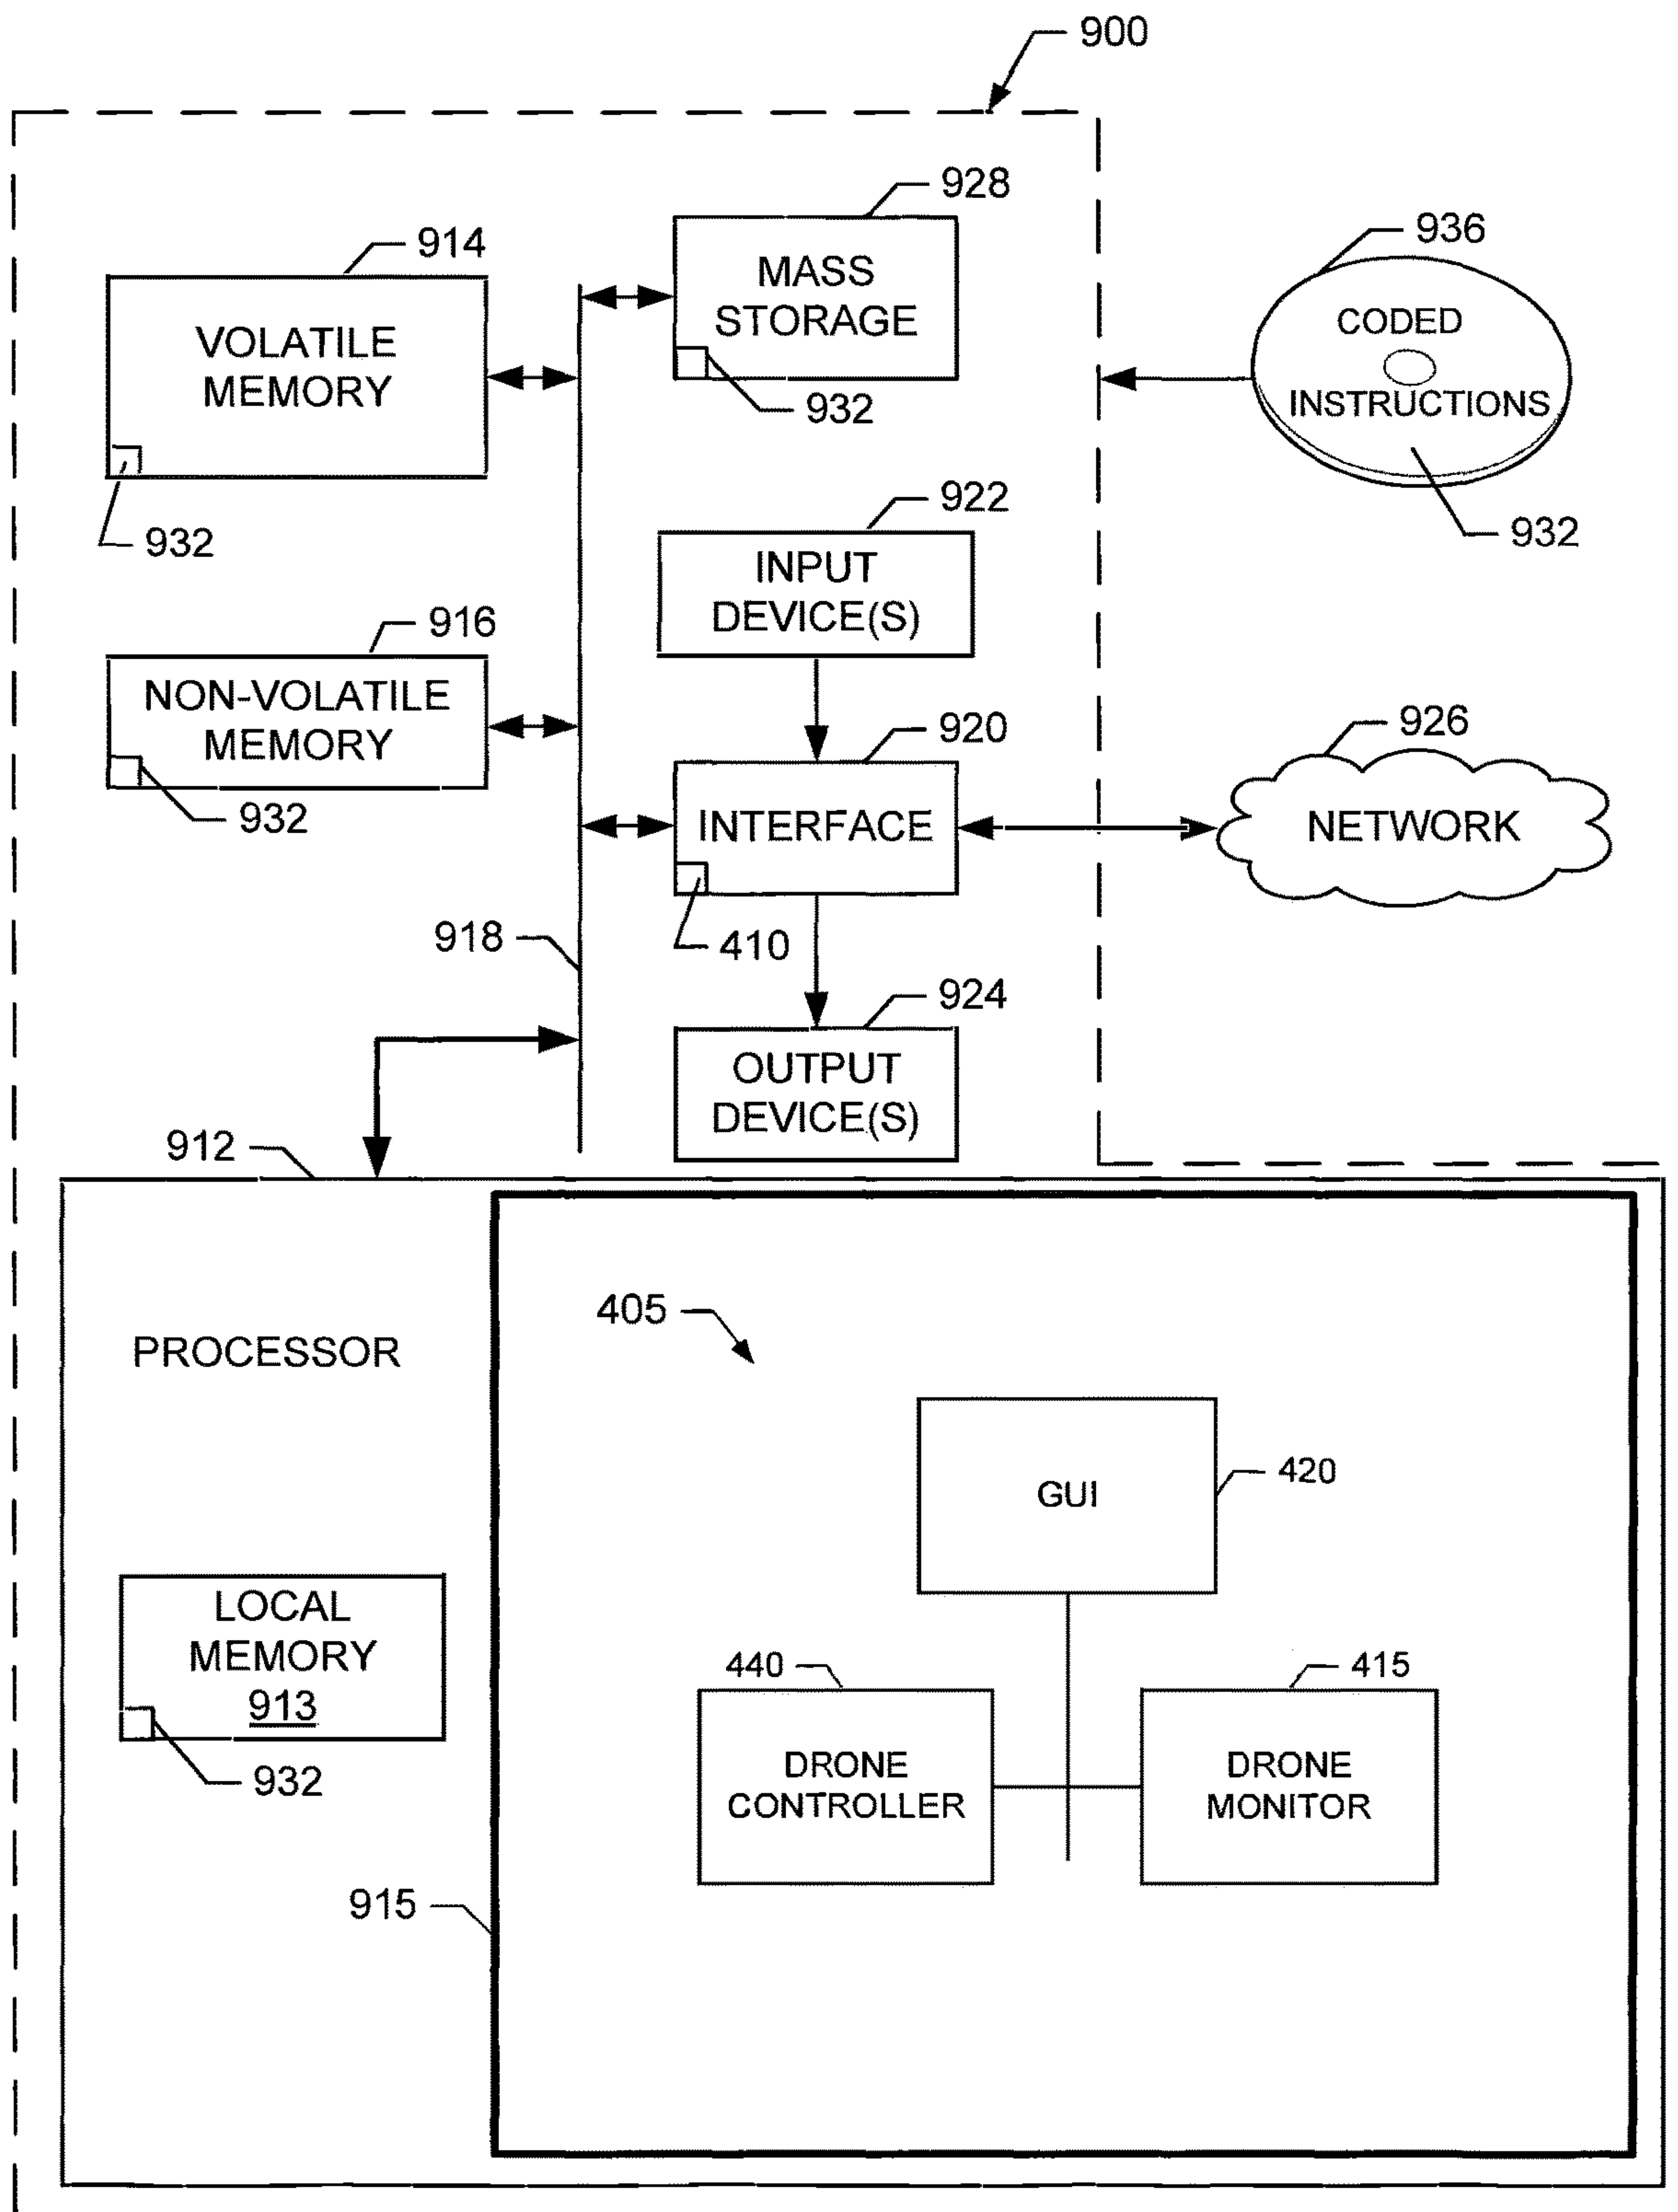 900
928
914
MASS
STORAGE
936
VOLATILE
MEMORY
CODED
INSTRUCTIONS
932
932
932
922
INPUT
DEVICE(S)
916
NON-VOLATILE
MEMORY
932
920
INTERFACE
926
NETWORK
918
410
924
OUTPUT
DEVICE(S)
912
PROCESSOR
405
GUI
420
LOCAL
MEMORY
913
932
440
DRONE
CONTROLLER
415
DRONE
MONITOR
915